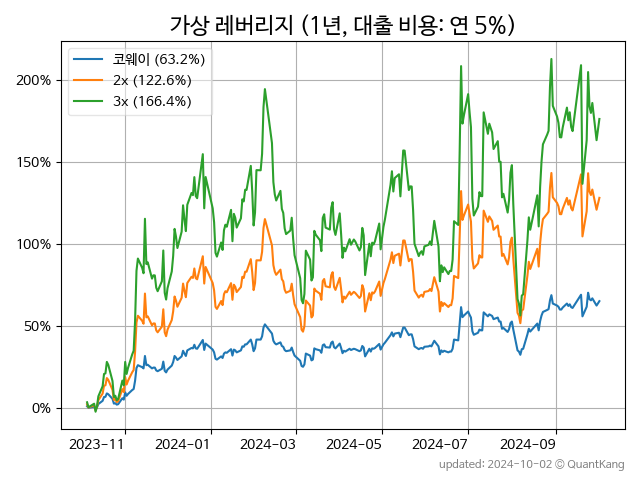 가상 레버리지 (1년, 대출 비용: 연 5%)
코웨이 (63.2%)
2x (122.6%)
3x (166.4%)
200%
150%
100%
50%
0%
2023-11 2024-01 2024-03 2024-05 2024-07 2024-09
updated: 2024-10-02 © QuantKang